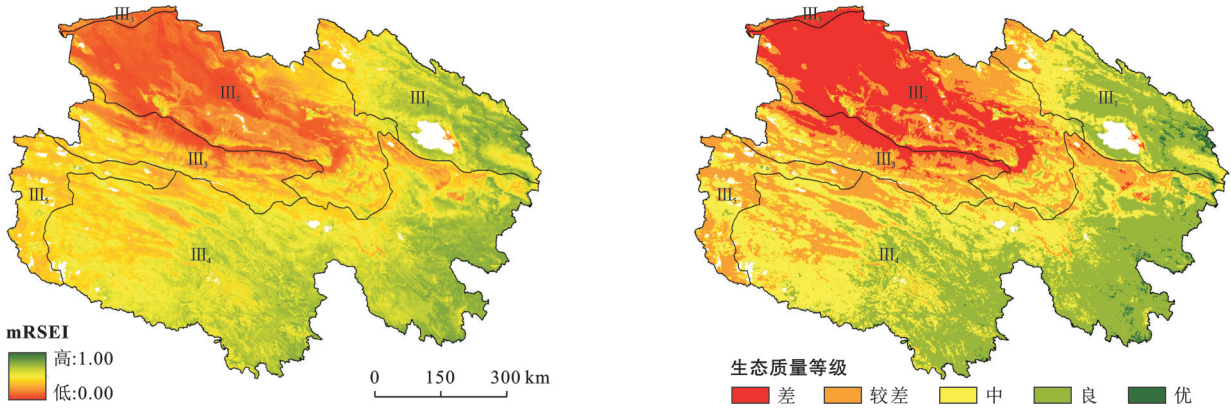 III₃
III₂
III₁
III₃
III₅
III₄
mRSEI
高:1.00
低:0.00
0 150 300 km
III₃
III₂
III₁
III₃
III₅
III₄
生态质量等级
差 较差 中 良 优